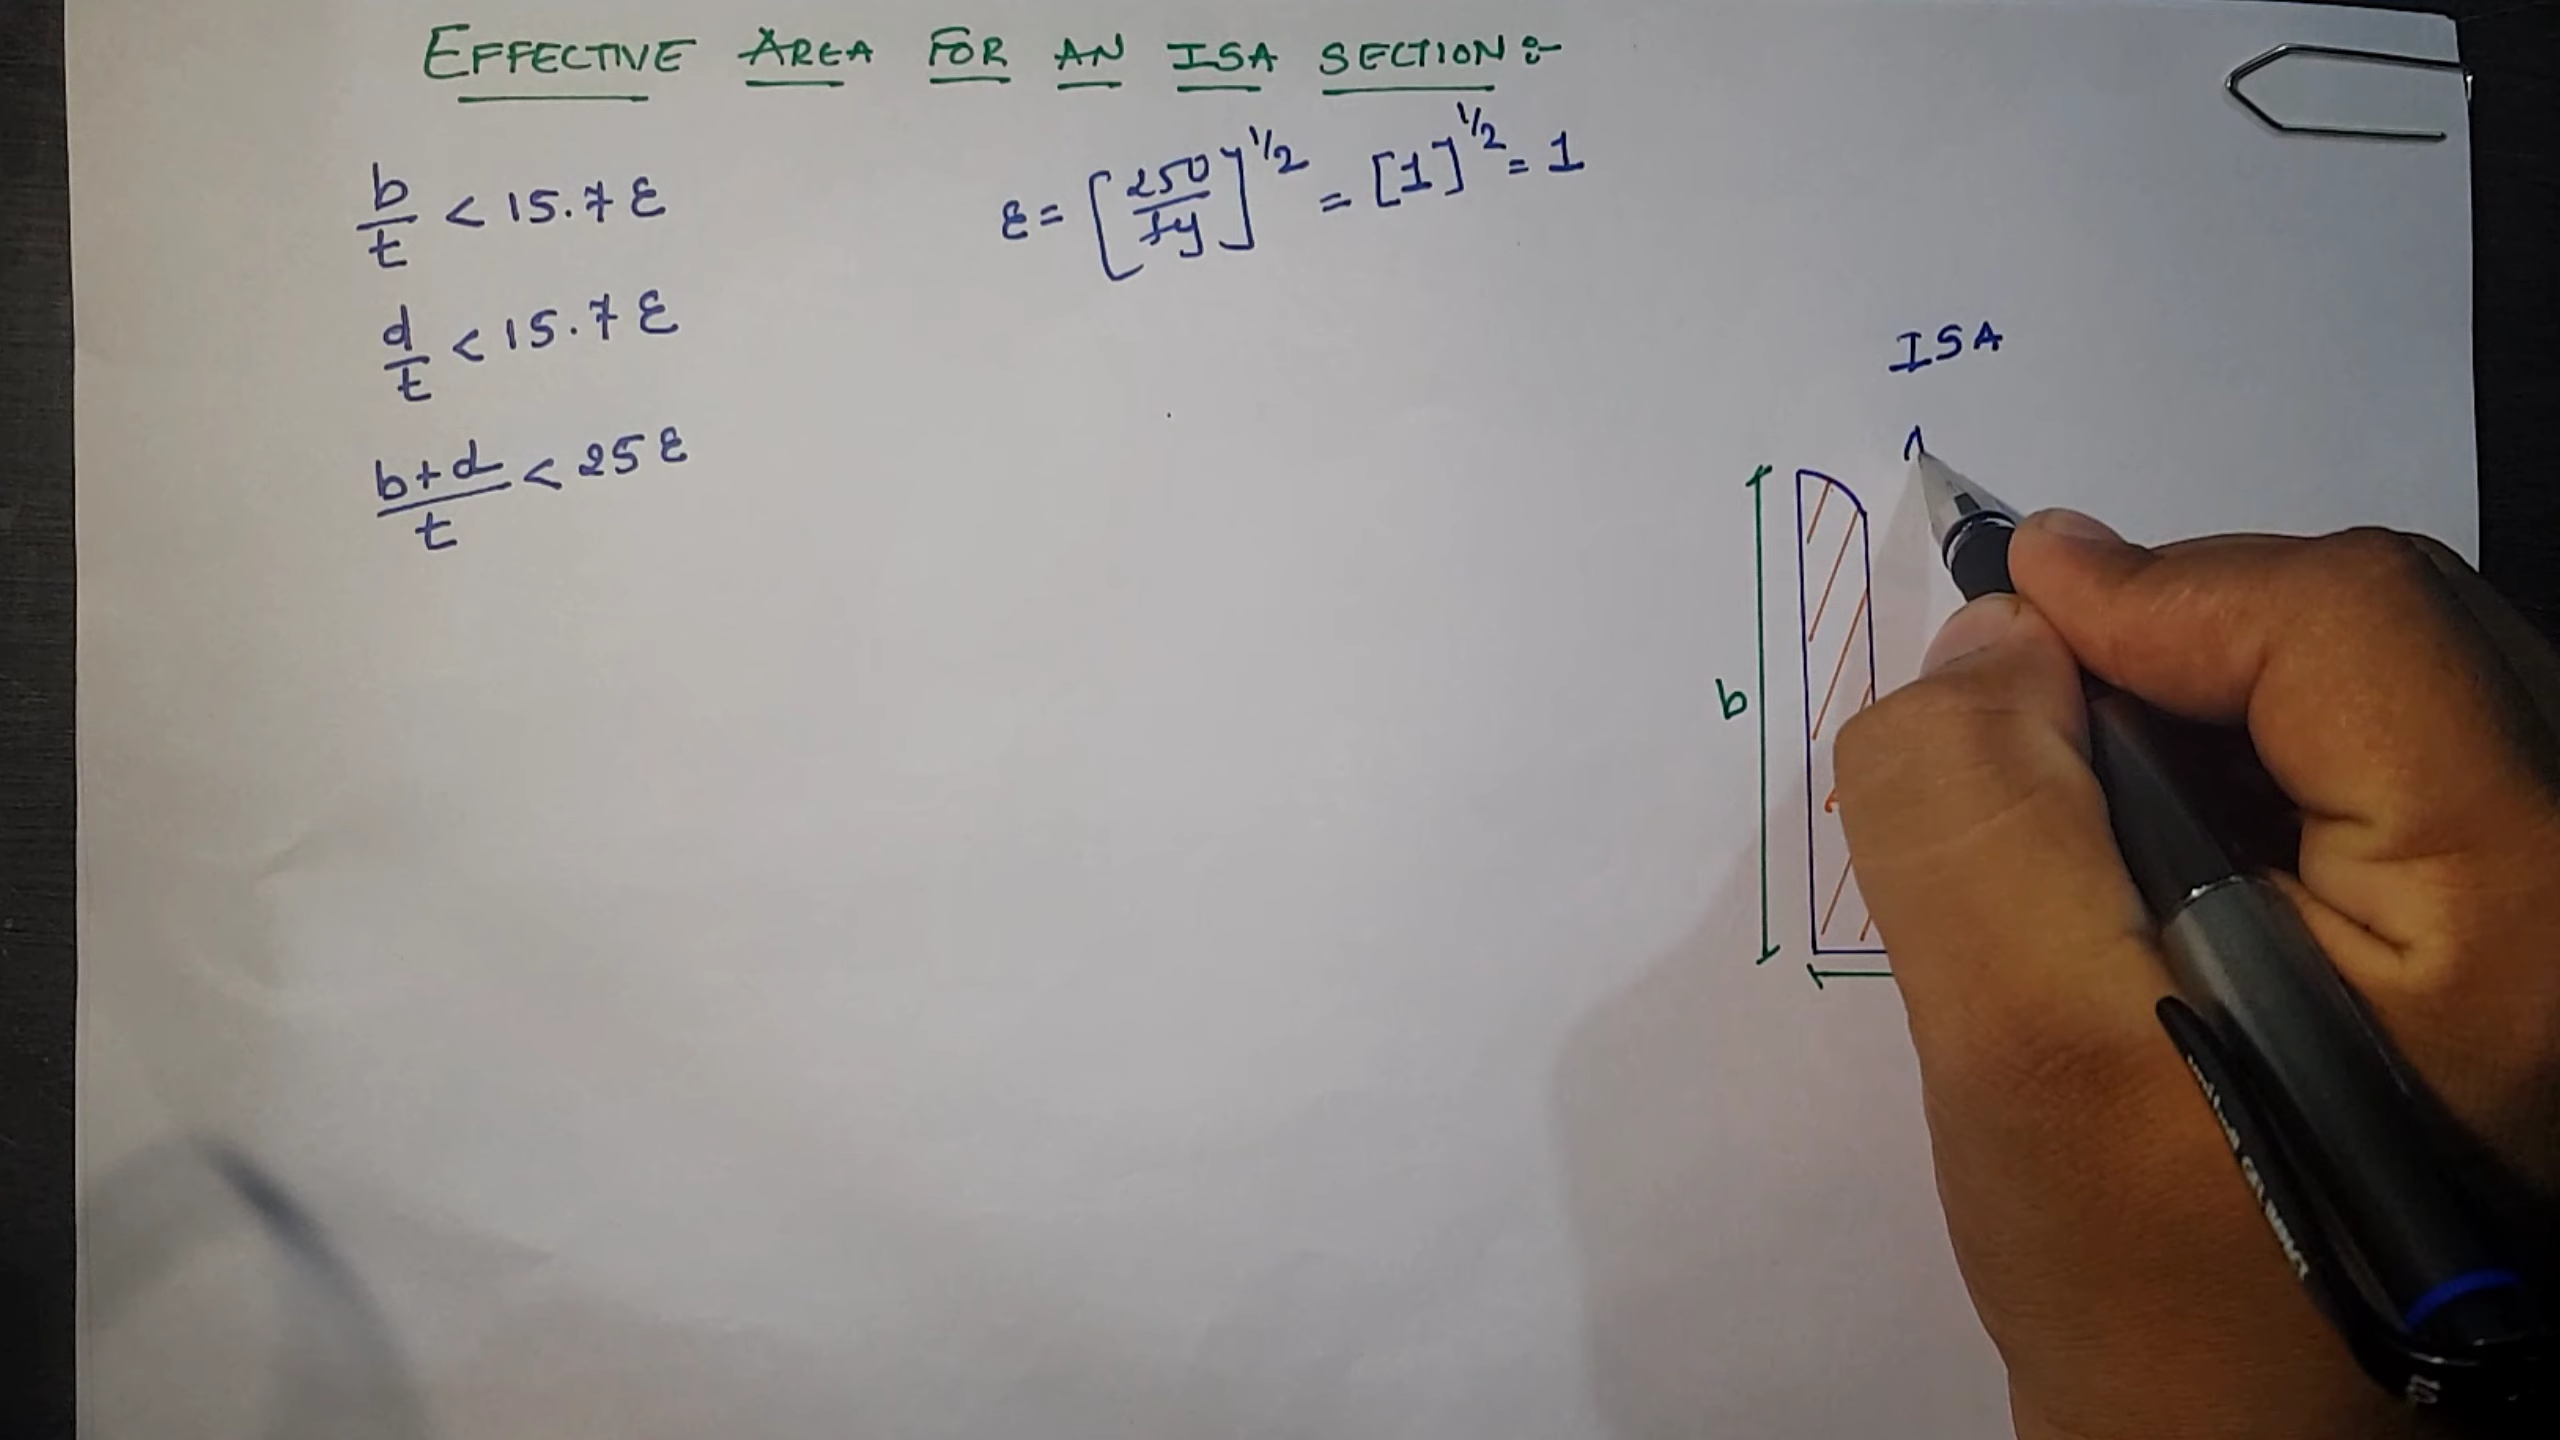 EFFECTIVE AREA FOR AN ISA SECTION:-
b/t < 15.7 ε
ε = [250/fy]^1/2 = [1]^1/2 = 1
d/t < 15.7 ε
b+d/t < 25 ε
ISA
b